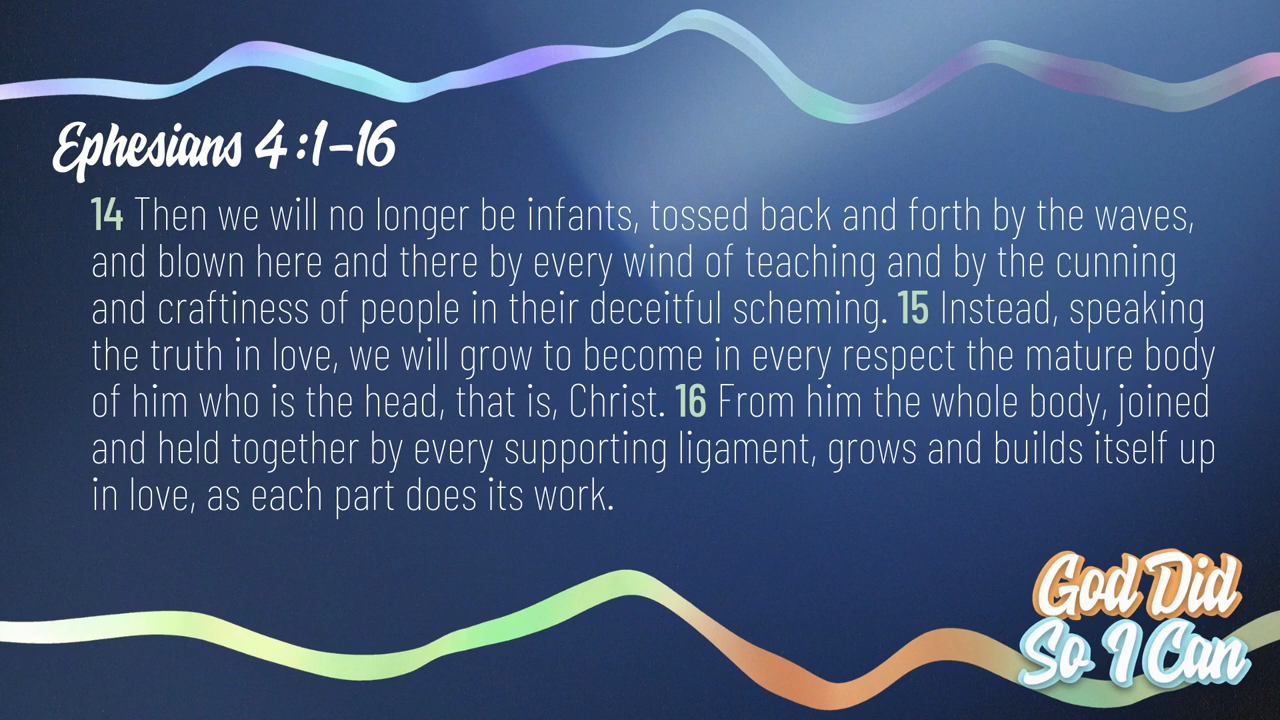 Ephesians 4:1-16
14 Then we will no longer be infants, tossed back and forth by the waves,
and blown here and there by every wind of teaching and by the cunning
and craftiness of people in their deceitful scheming. 15 Instead, speaking
the truth in love, we will grow to become in every respect the mature body
of him who is the head, that is, Christ. 16 From him the whole body, joined
and held together by every supporting ligament, grows and builds itself up
in love, as each part does its work.
God Did
So I Can